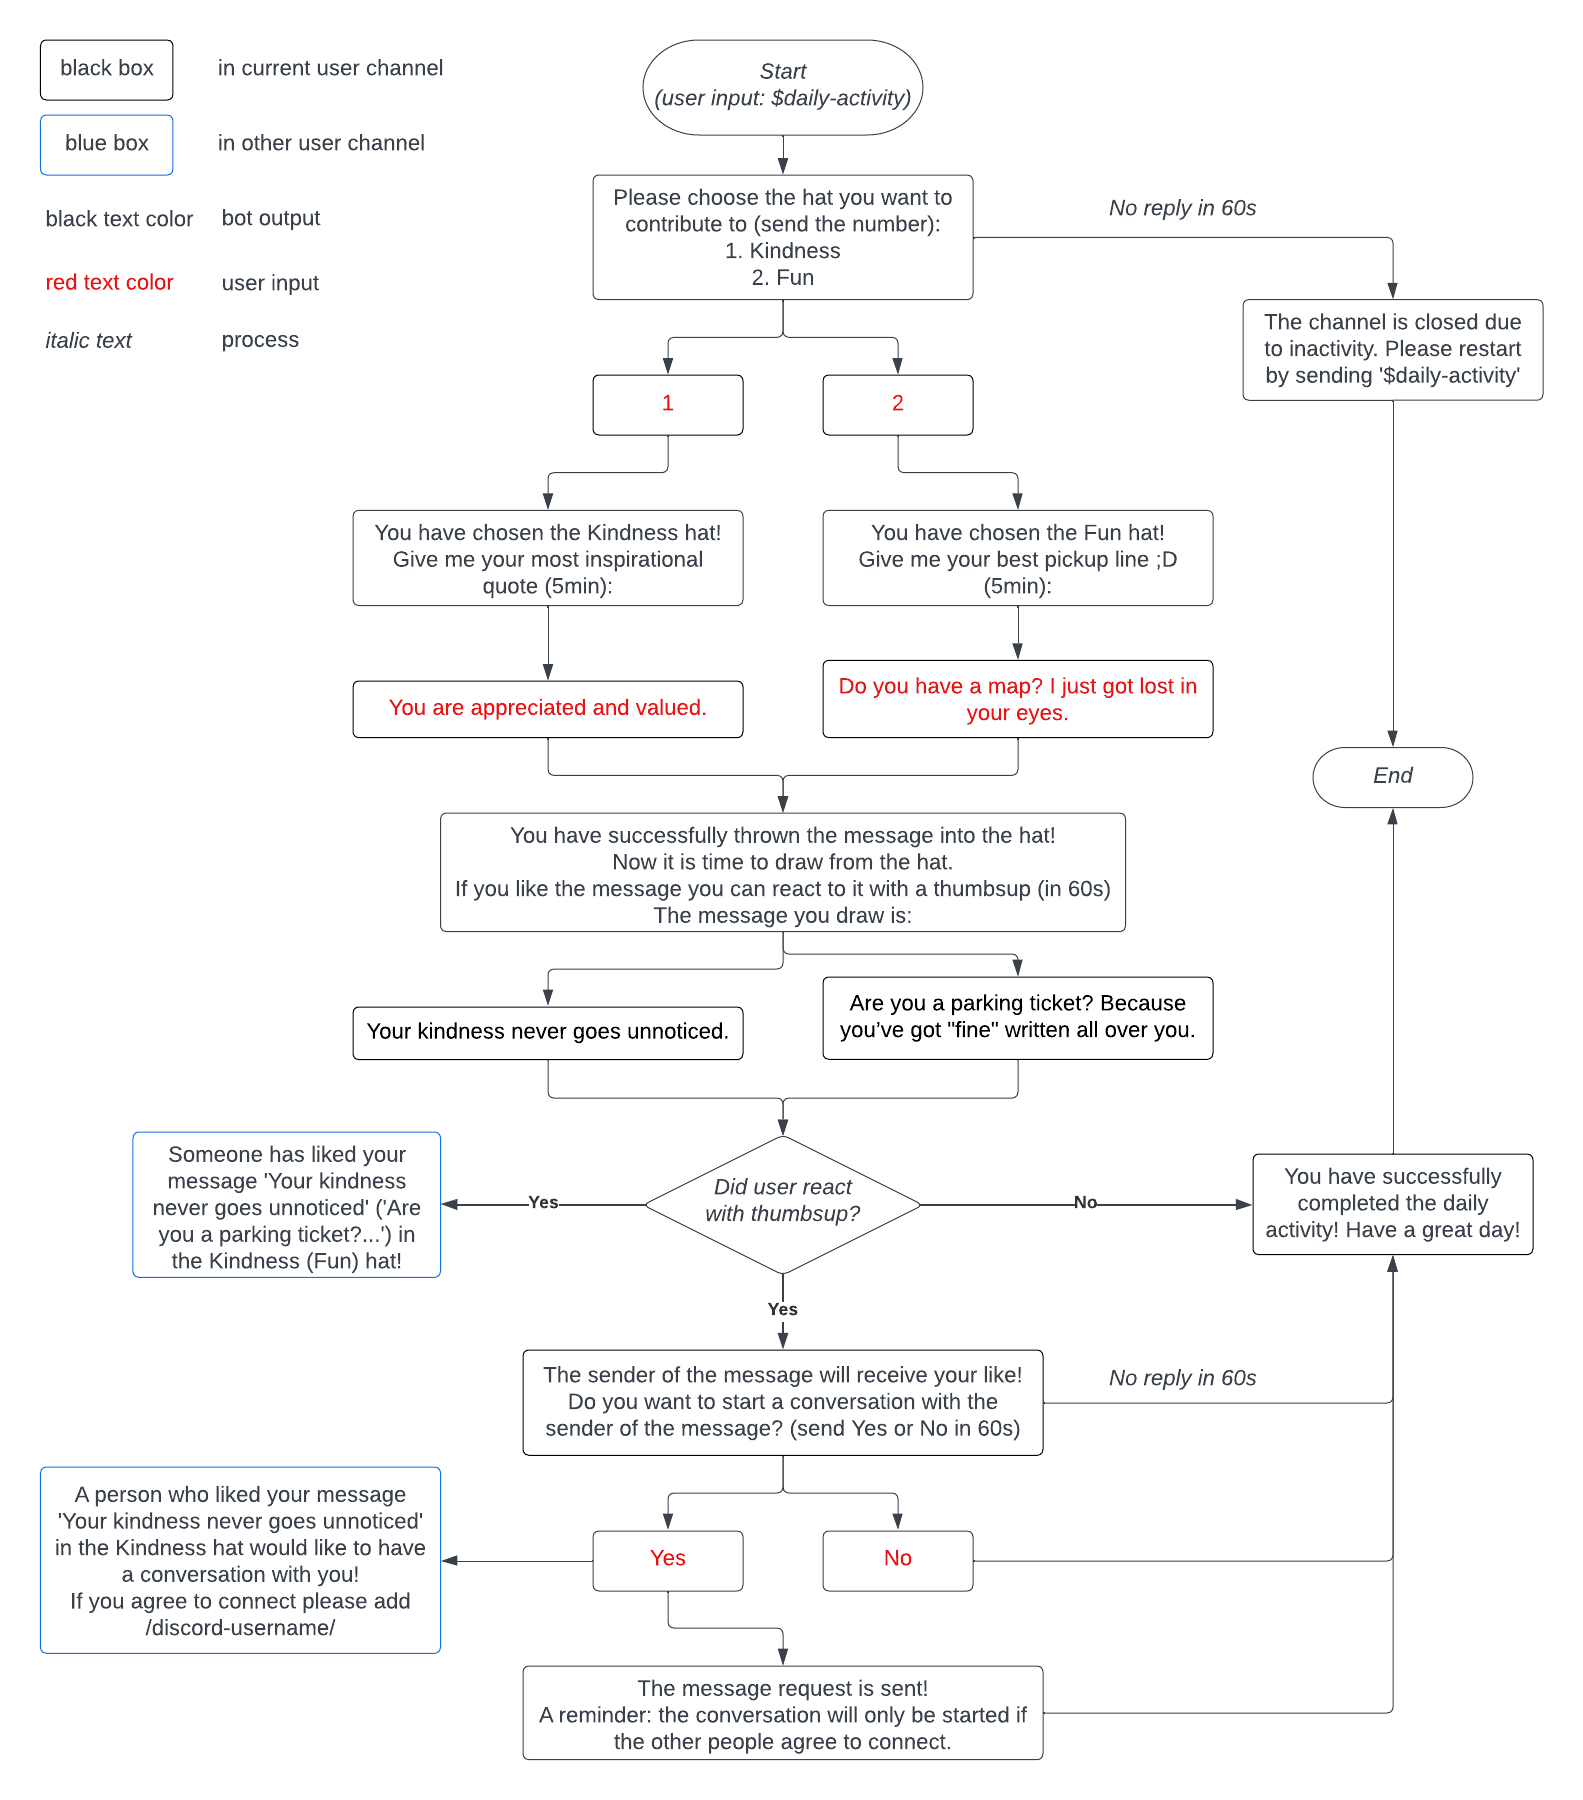 black box
in current user channel
blue box
in other user channel
black text color
bot output
red text color
user input
italic text
process
Start
(user input: $daily-activity)
Please choose the hat you want to
contribute to (send the number):
1. Kindness
2. Fun
No reply in 60s
The channel is closed due
to inactivity. Please restart
by sending '$daily-activity'
1
2
You have chosen the Kindness hat!
Give me your most inspirational
quote (5min):
You have chosen the Fun hat!
Give me your best pickup line ;D
(5min):
You are appreciated and valued.
Do you have a map? I just got lost in
your eyes.
End
You have successfully thrown the message into the hat!
Now it is time to draw from the hat.
If you like the message you can react to it with a thumbsup (in 60s)
The message you draw is:
Your kindness never goes unnoticed.
Are you a parking ticket? Because
you’ve got "fine" written all over you.
Someone has liked your
message 'Your kindness
never goes unnoticed' ('Are
you a parking ticket?...') in
the Kindness (Fun) hat!
Yes
Did user react
with thumbsup?
No
You have successfully
completed the daily
activity! Have a great day!
Yes
The sender of the message will receive your like!
Do you want to start a conversation with the
sender of the message? (send Yes or No in 60s)
No reply in 60s
A person who liked your message
'Your kindness never goes unnoticed'
in the Kindness hat would like to have
a conversation with you!
If you agree to connect please add
/discord-username/
Yes
No
The message request is sent!
A reminder: the conversation will only be started if
the other people agree to connect.